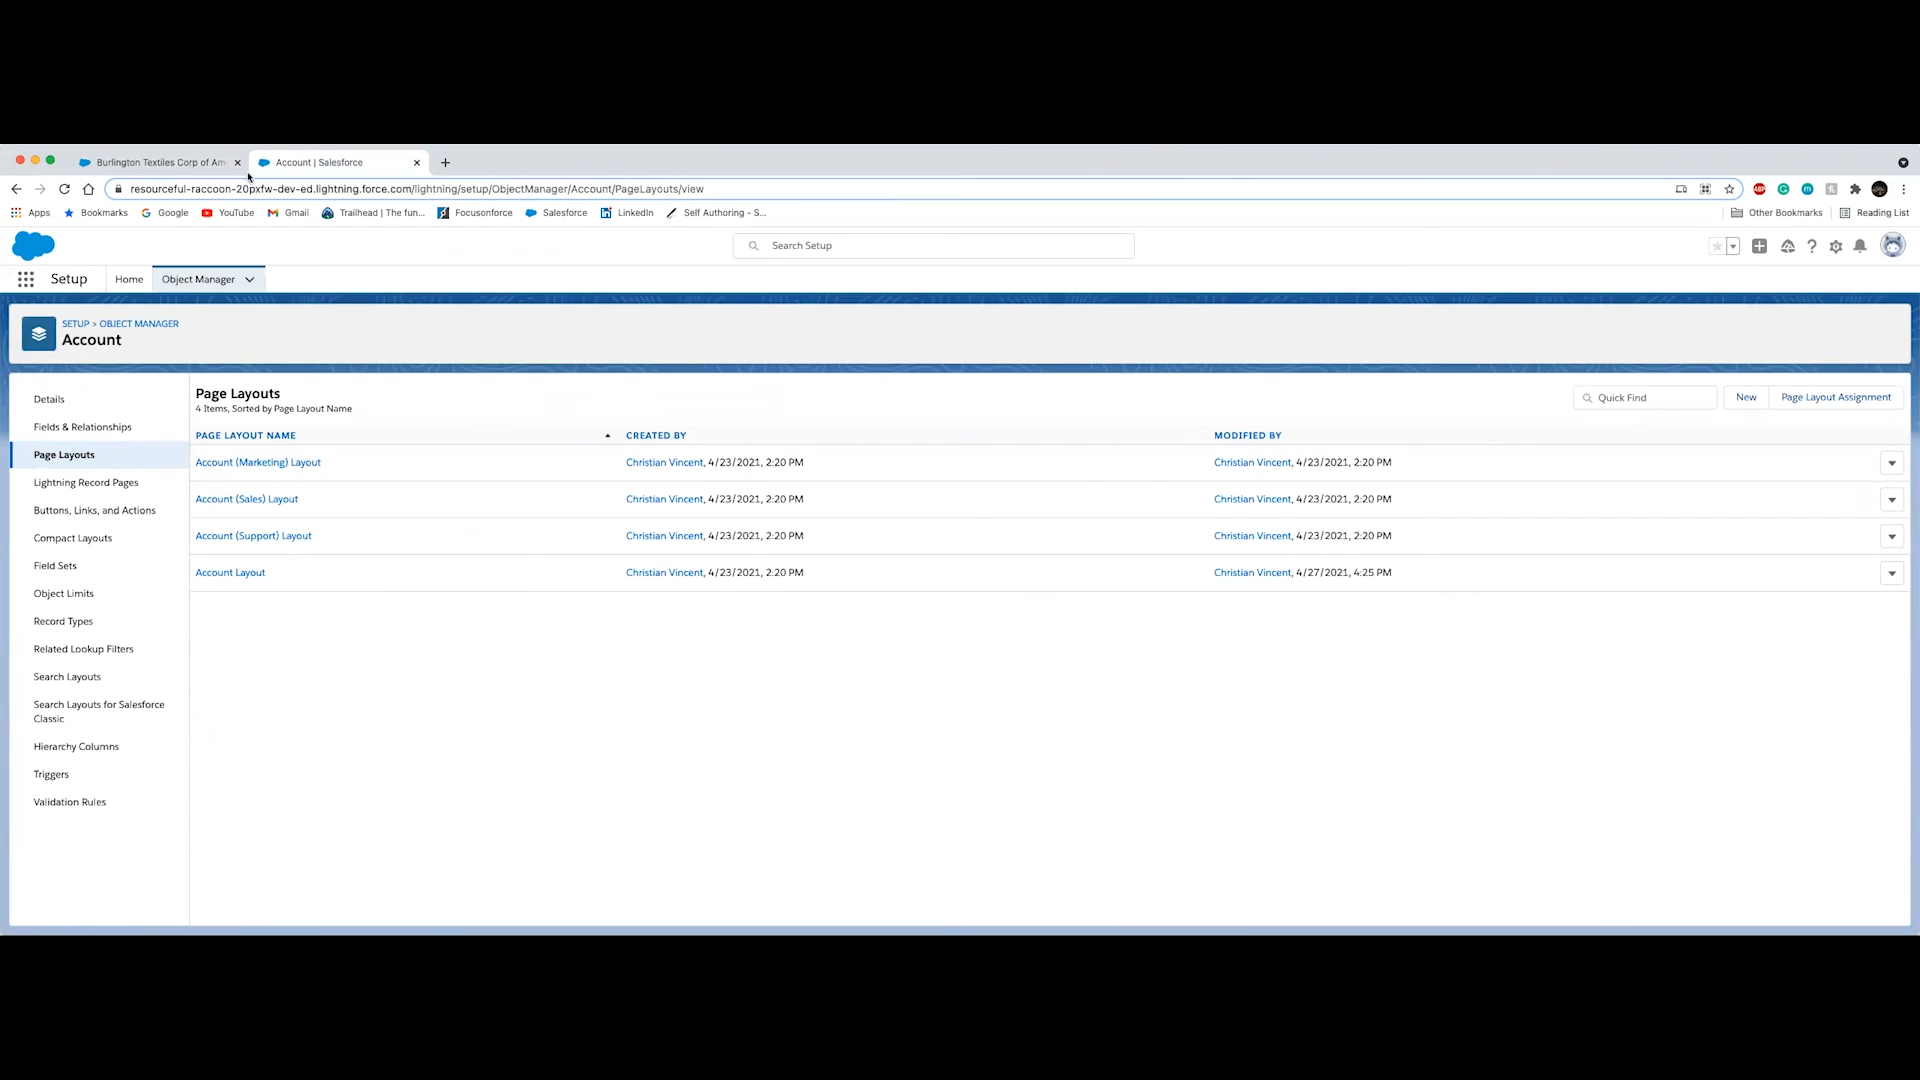 Burlington Textiles Corp of Am
Account | Salesforce
resourceful-raccoon-20pxfw-dev-ed.lightning.force.com/lightning/setup/ObjectManager/Account/PageLayouts/view
Apps
Bookmarks
Google
YouTube
Gmail
Trailhead | The fun...
Focusonforce
Salesforce
LinkedIn
Self Authoring - S...
Other Bookmarks
Reading List
Search Setup
Setup
Home
Object Manager
SETUP > OBJECT MANAGER
Account
Details
Fields & Relationships
Page Layouts
Lightning Record Pages
Buttons, Links, and Actions
Compact Layouts
Field Sets
Object Limits
Record Types
Related Lookup Filters
Search Layouts
Search Layouts for Salesforce
Classic
Hierarchy Columns
Triggers
Validation Rules
Page Layouts
4 Items, Sorted by Page Layout Name
Quick Find
New
Page Layout Assignment
PAGE LAYOUT NAME CREATED BY MODIFIED BY
Account (Marketing) Layout Christian Vincent, 4/23/2021, 2:20 PM Christian Vincent, 4/23/2021, 2:20 PM
Account (Sales) Layout Christian Vincent, 4/23/2021, 2:20 PM Christian Vincent, 4/23/2021, 2:20 PM
Account (Support) Layout Christian Vincent, 4/23/2021, 2:20 PM Christian Vincent, 4/23/2021, 2:20 PM
Account Layout Christian Vincent, 4/23/2021, 2:20 PM Christian Vincent, 4/27/2021, 4:25 PM